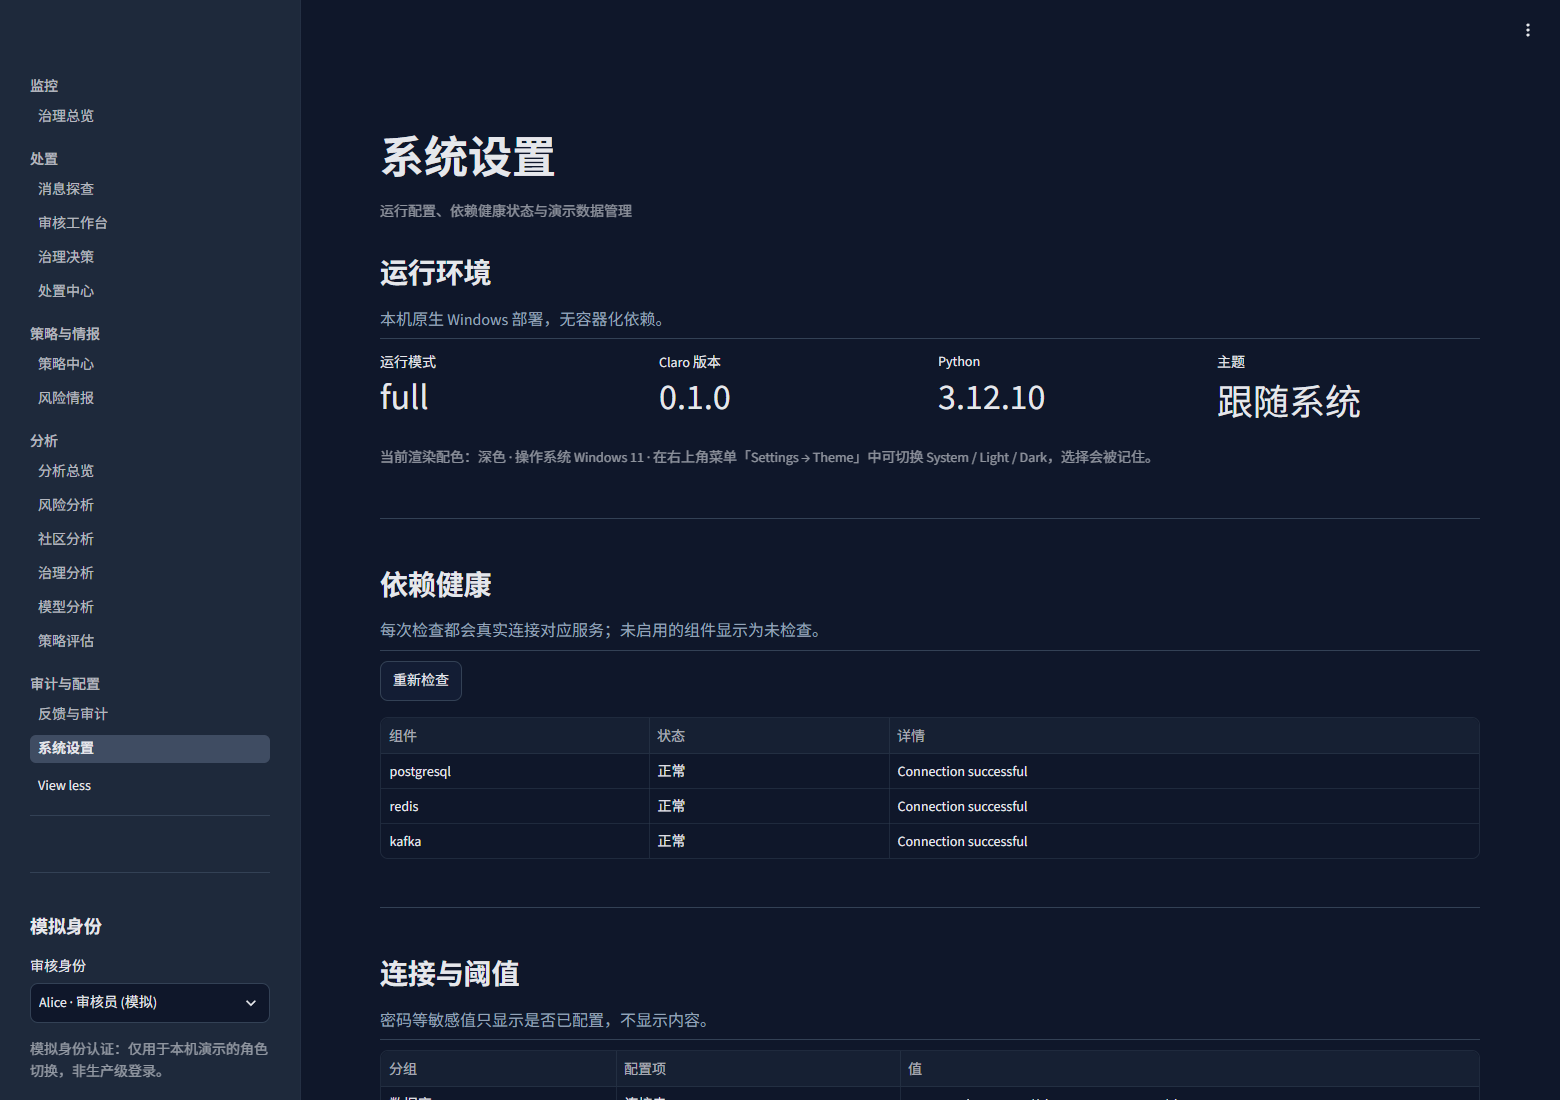 监控
治理总览
处置
消息探查
审核工作台
治理决策
处置中心
策略与情报
策略中心
风险情报
分析
分析总览
风险分析
社区分析
治理分析
模型分析
策略评估
审计与配置
反馈与审计
系统设置
View less
模拟身份
审核身份
Alice · 审核员 (模拟)
模拟身份认证：仅用于本机演示的角色
切换，非生产级登录。
系统设置
运行配置、依赖健康状态与演示数据管理
运行环境
本机原生 Windows 部署，无容器化依赖。
运行模式
full
Claro 版本
0.1.0
Python
3.12.10
主题
跟随系统
当前渲染配色：深色 · 操作系统 Windows 11 · 在右上角菜单「Settings → Theme」中可切换 System / Light / Dark，选择会被记住。
依赖健康
每次检查都会真实连接对应服务；未启用的组件显示为未检查。
重新检查
组件 状态 详情
postgresql 正常 Connection successful
redis 正常 Connection successful
kafka 正常 Connection successful
连接与阈值
密码等敏感值只显示是否已配置，不显示内容。
分组 配置项 值